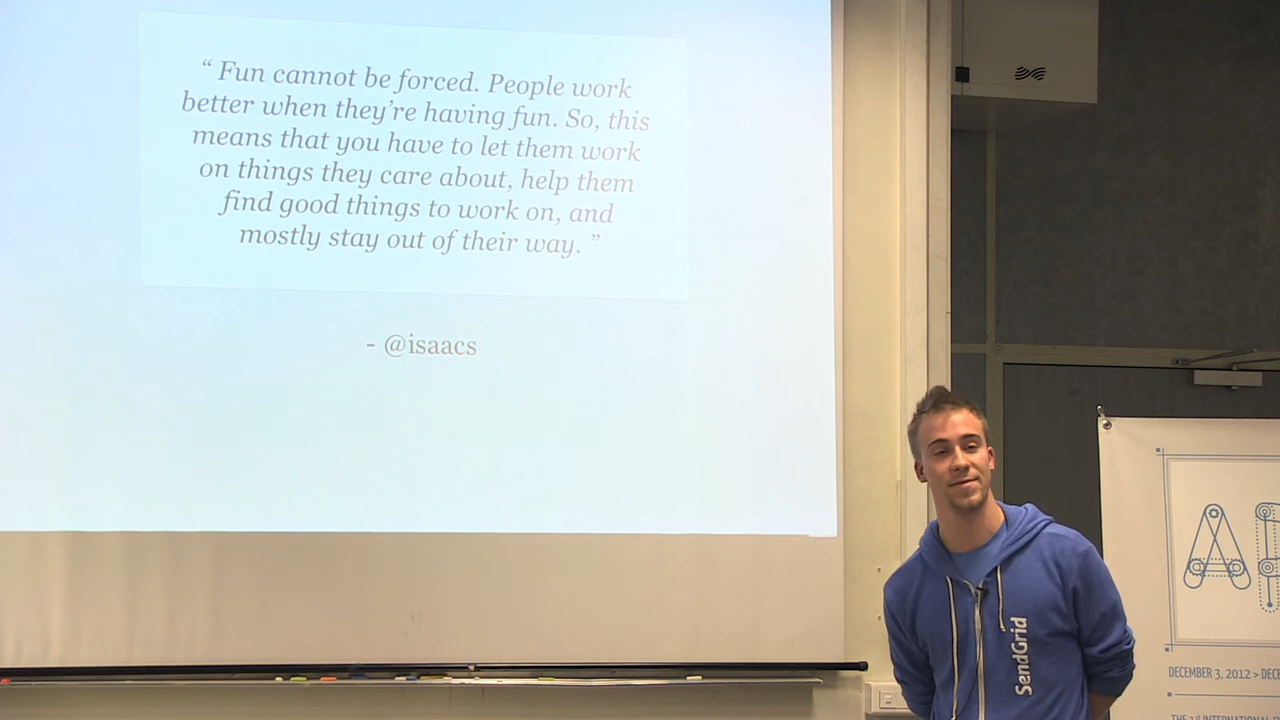 “ Fun cannot be forced. People work
better when they’re having fun. So, this
means that you have to let them work
on things they care about, help them
find good things to work on, and
mostly stay out of their way. ”
- @isaacs
SendGrid
DECEMBER 3, 2012 >